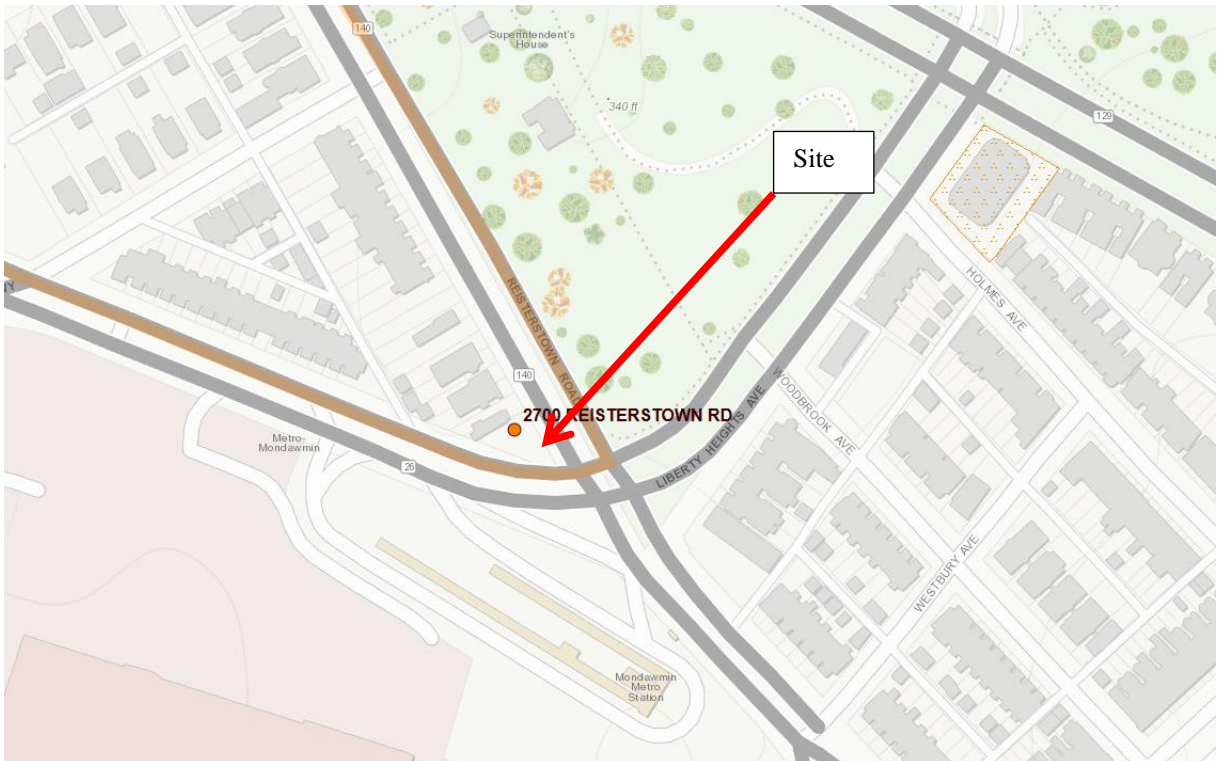 140
Superintendent's
House
340 ft
129
Site
HOLMES AVE
REISTERSTOWN ROAD
140
2700 REISTERSTOWN RD
WOODBROOK AVE
Metro-
Mondawmin
26
LIBERTY HEIGHTS AVE
WESTBURY AVE
Mondawmin
Metro
Station